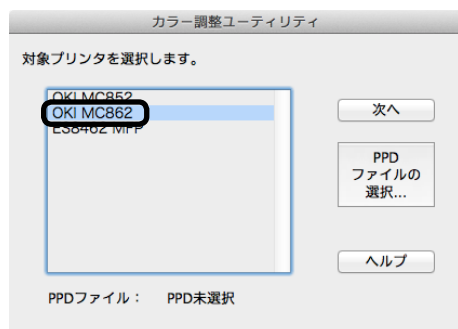 カラー調整ユーティリティ
対象プリンタを選択します。
OKI MC852
OKI MC862
ES8462 MFP
次へ
PPD
ファイルの
選択...
ヘルプ
PPDファイル： PPD未選択